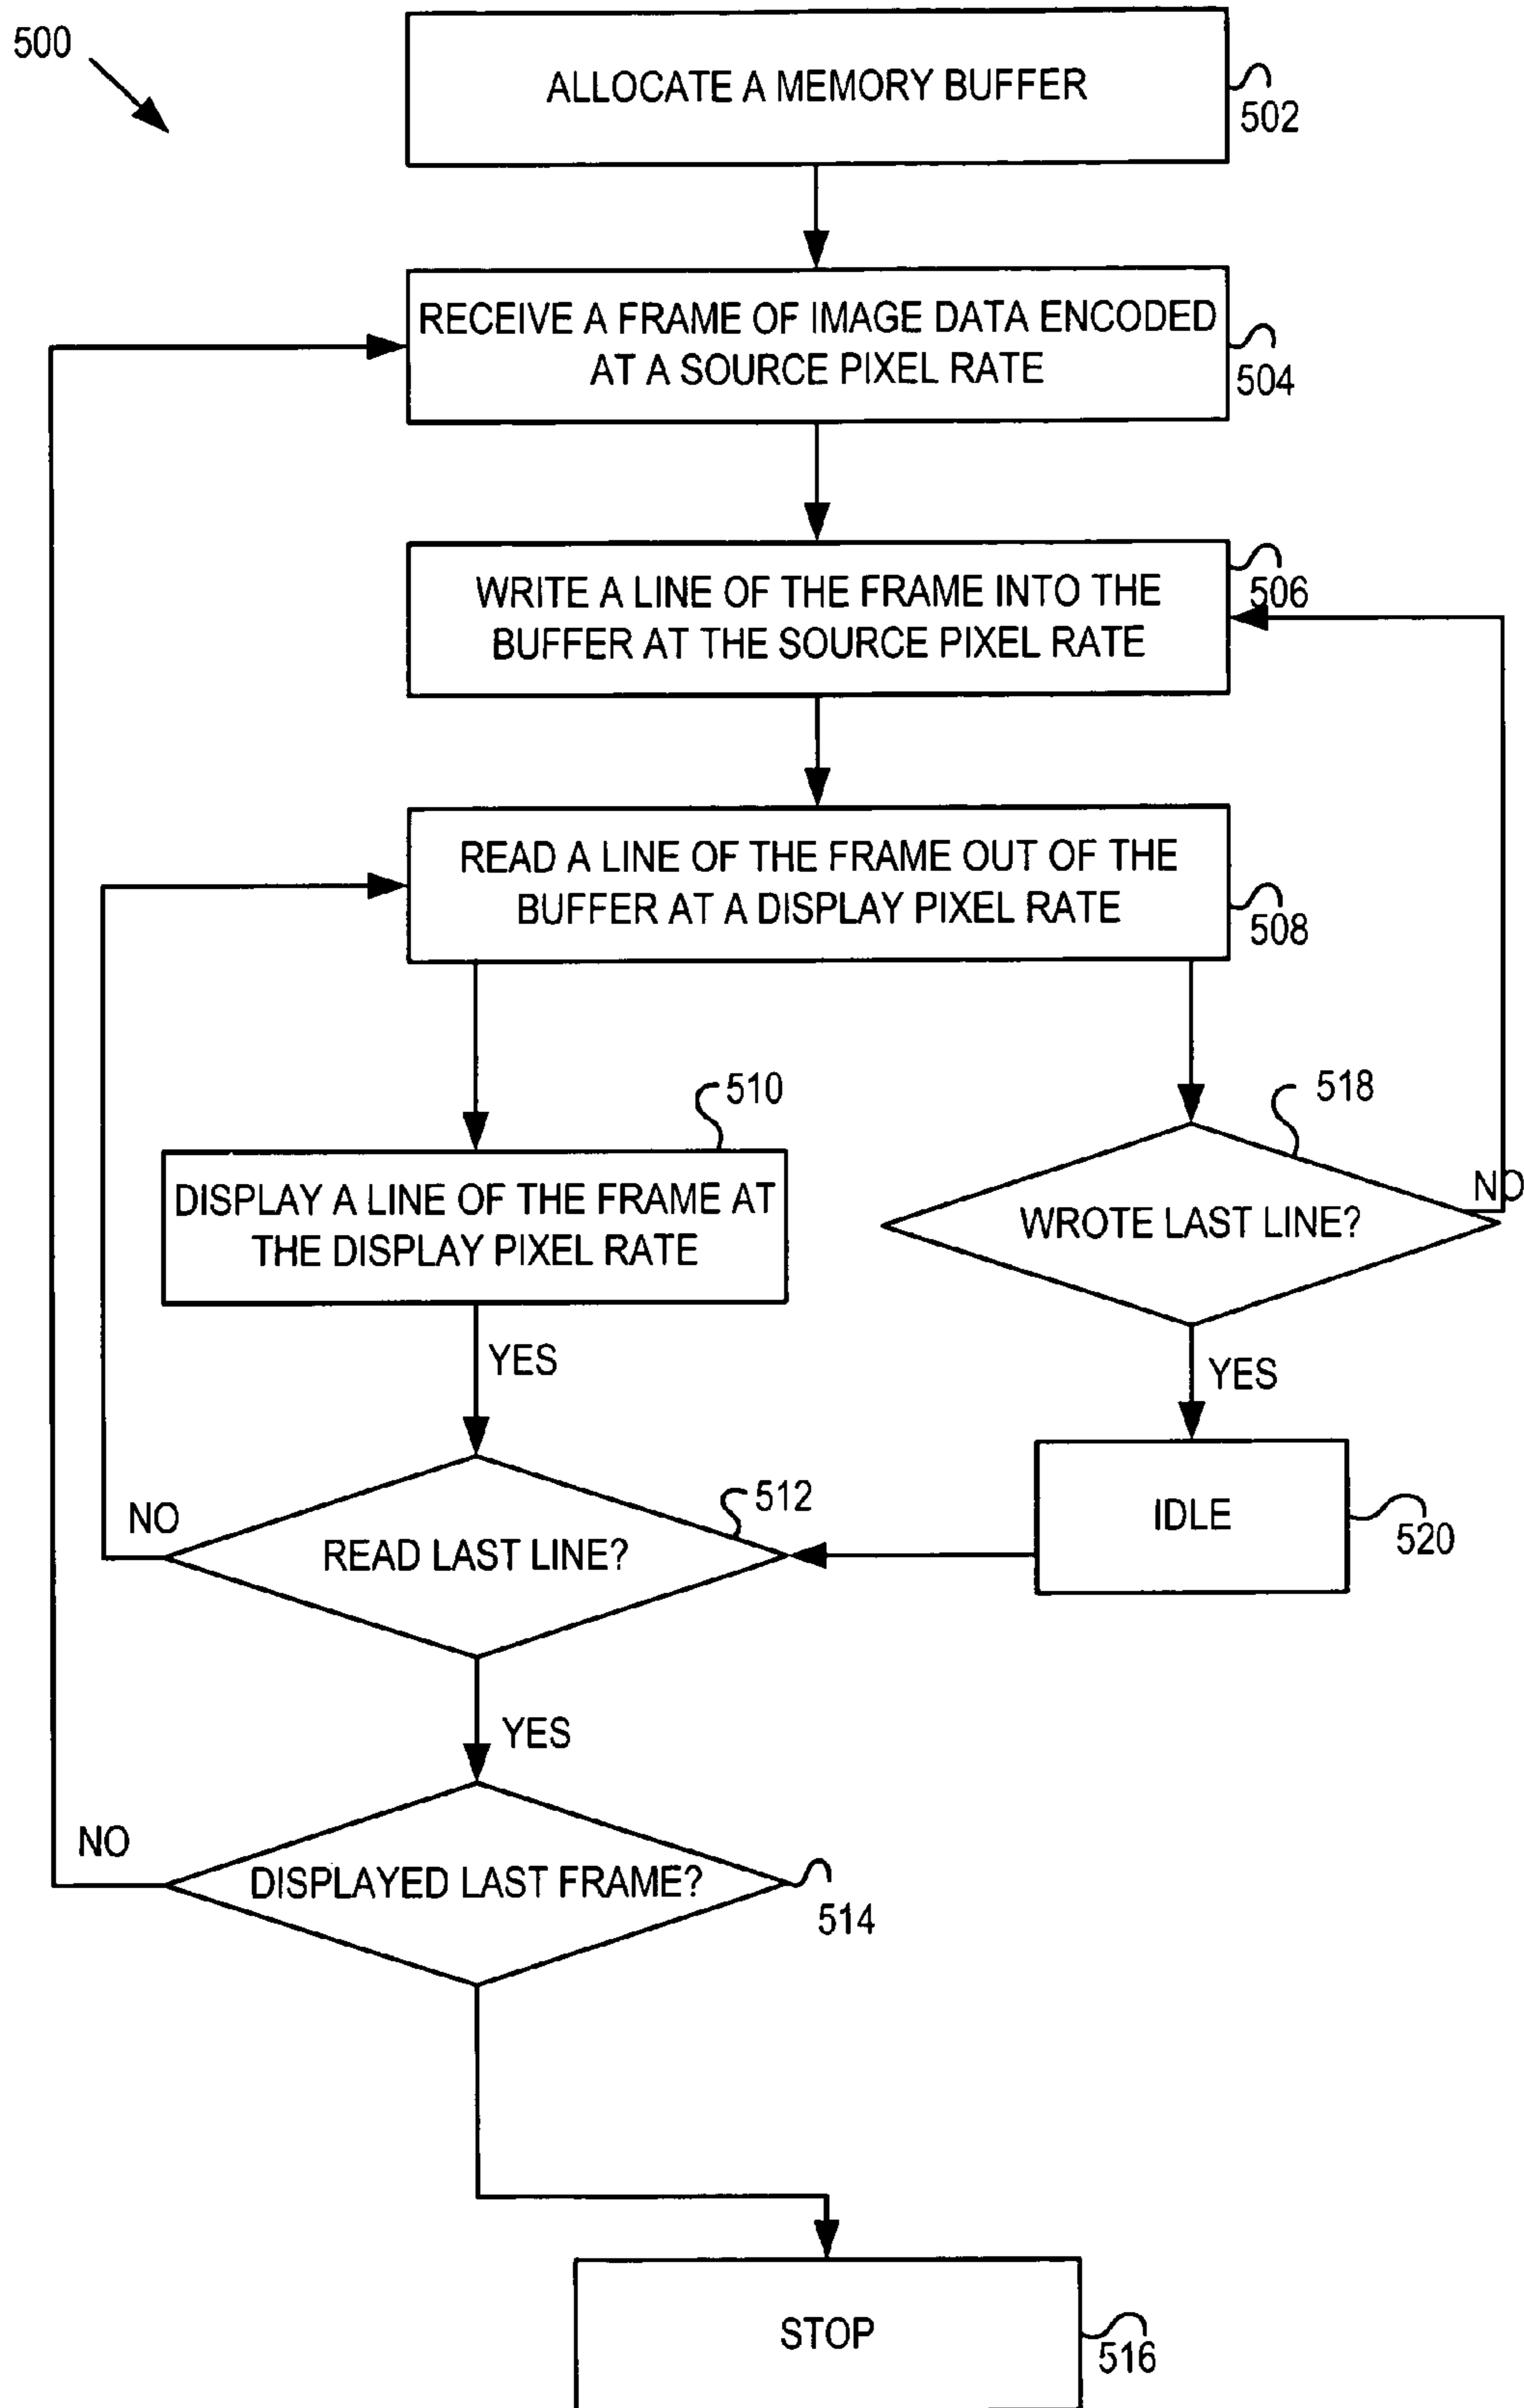 500
ALLOCATE A MEMORY BUFFER
502
RECEIVE A FRAME OF IMAGE DATA ENCODED
AT A SOURCE PIXEL RATE
504
WRITE A LINE OF THE FRAME INTO THE
BUFFER AT THE SOURCE PIXEL RATE
506
READ A LINE OF THE FRAME OUT OF THE
BUFFER AT A DISPLAY PIXEL RATE
508
510
DISPLAY A LINE OF THE FRAME AT
THE DISPLAY PIXEL RATE
518
WROTE LAST LINE?
NO
YES
YES
IDLE
520
512
READ LAST LINE?
NO
YES
DISPLAYED LAST FRAME?
NO
514
STOP
516